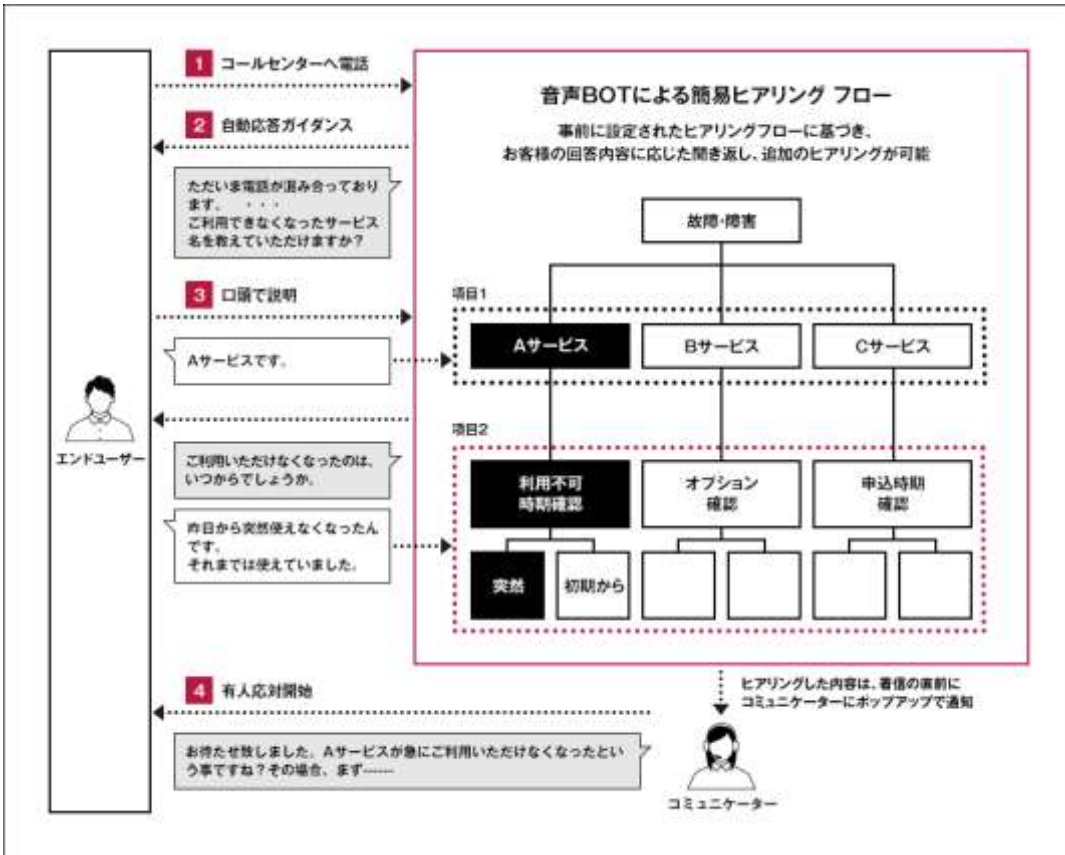 1 コールセンターへ電話
音声BOTによる簡易ヒアリング フロー
事前に設定されたヒアリングフローに基づき、
お客様の回答内容に応じた聞き返し、追加のヒアリングが可能
2 自動応答ガイダンス
ただいま電話が混み合っており
ます。 ・・・
ご利用できなくなったサービス
名を教えていただけますか?
故障・障害
3 口頭で説明
項目1
Aサービス
Bサービス
Cサービス
Aサービスです。
エンドユーザー
項目2
ご利用いただけなくなったのは、
いつからでしょうか。
利用不可
時期確認
オプション
確認
申込時期
確認
昨日から突然使えなくなったん
です。
それまでは使えていました。
突然
初期から
4 有人応対開始
ヒアリングした内容は、着信の直前に
コミュニケーターにポップアップで通知
お待たせ致しました。Aサービスが急にご利用いただけなくなったとい
う事ですね?その場合、まず------
コミュニケーター